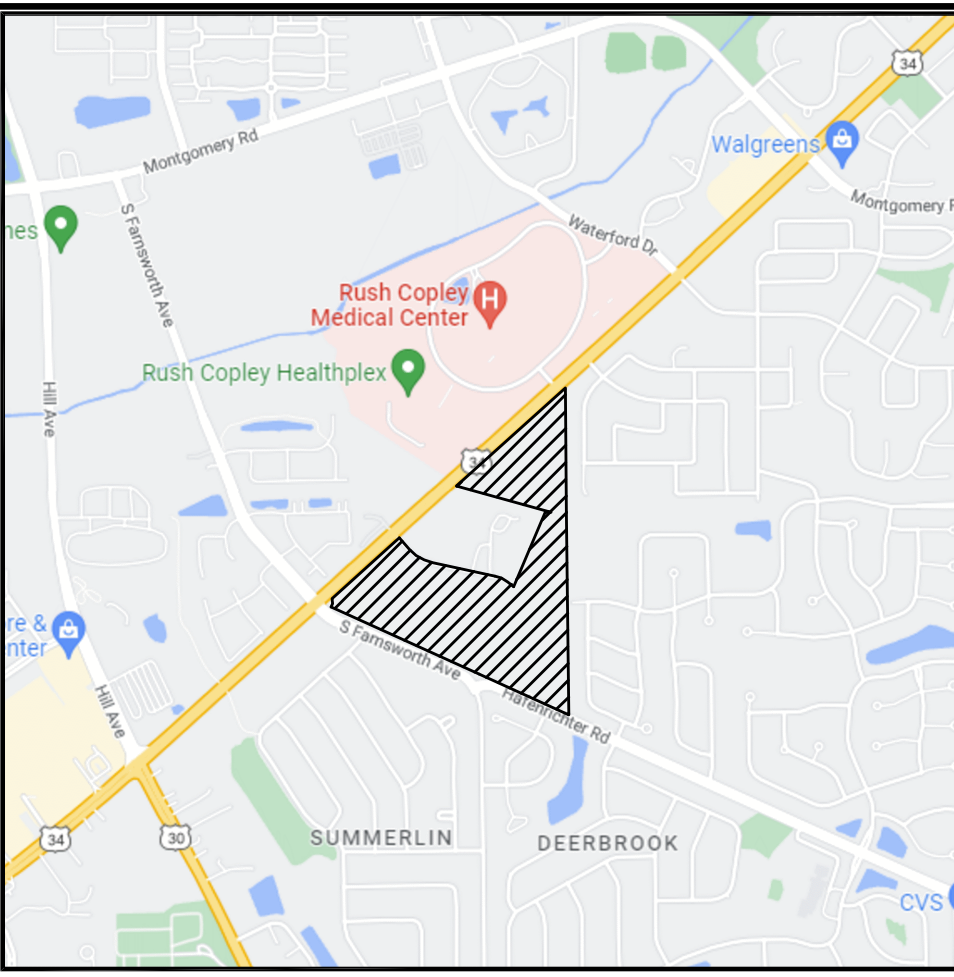 34
Walgreens
Montgomery Rd
Montgomery R
nes
S Farnsworth Ave
Waterford Dr
Rush Copley
Medical Center
H
Rush Copley Healthplex
Hill Ave
34
re &
nter
S Farnsworth Ave
Hafenrichter Rd
Hill Ave
34
30
SUMMERLIN
DEERBROOK
CVS